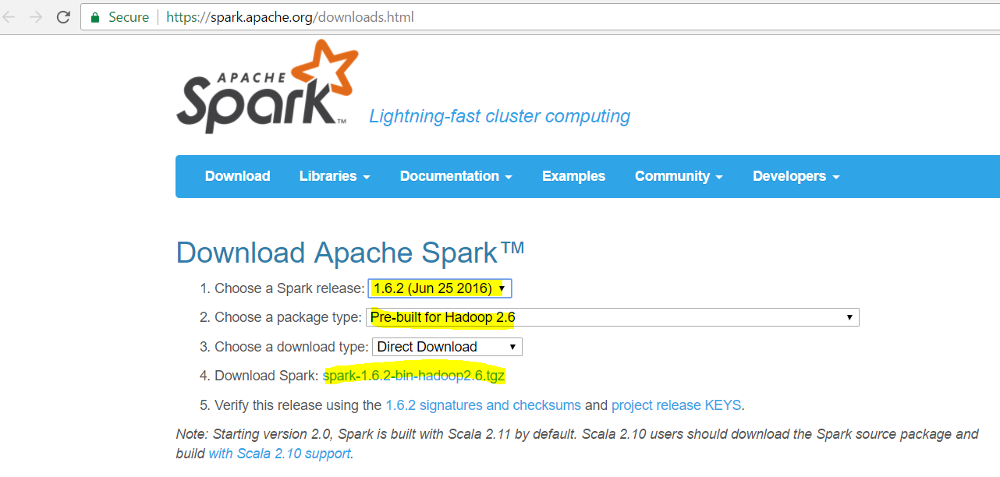 Secure https://spark.apache.org/downloads.html
APACHE
Spark™
Lightning-fast cluster computing
Download Libraries Documentation Examples Community Developers
Download Apache Spark™
1. Choose a Spark release: 1.6.2 (Jun 25 2016)
2. Choose a package type: Pre-built for Hadoop 2.6
3. Choose a download type: Direct Download
4. Download Spark: spark-1.6.2-bin-hadoop2.6.tgz
5. Verify this release using the 1.6.2 signatures and checksums and project release KEYS.
Note: Starting version 2.0, Spark is built with Scala 2.11 by default. Scala 2.10 users should download the Spark source package and
build with Scala 2.10 support.